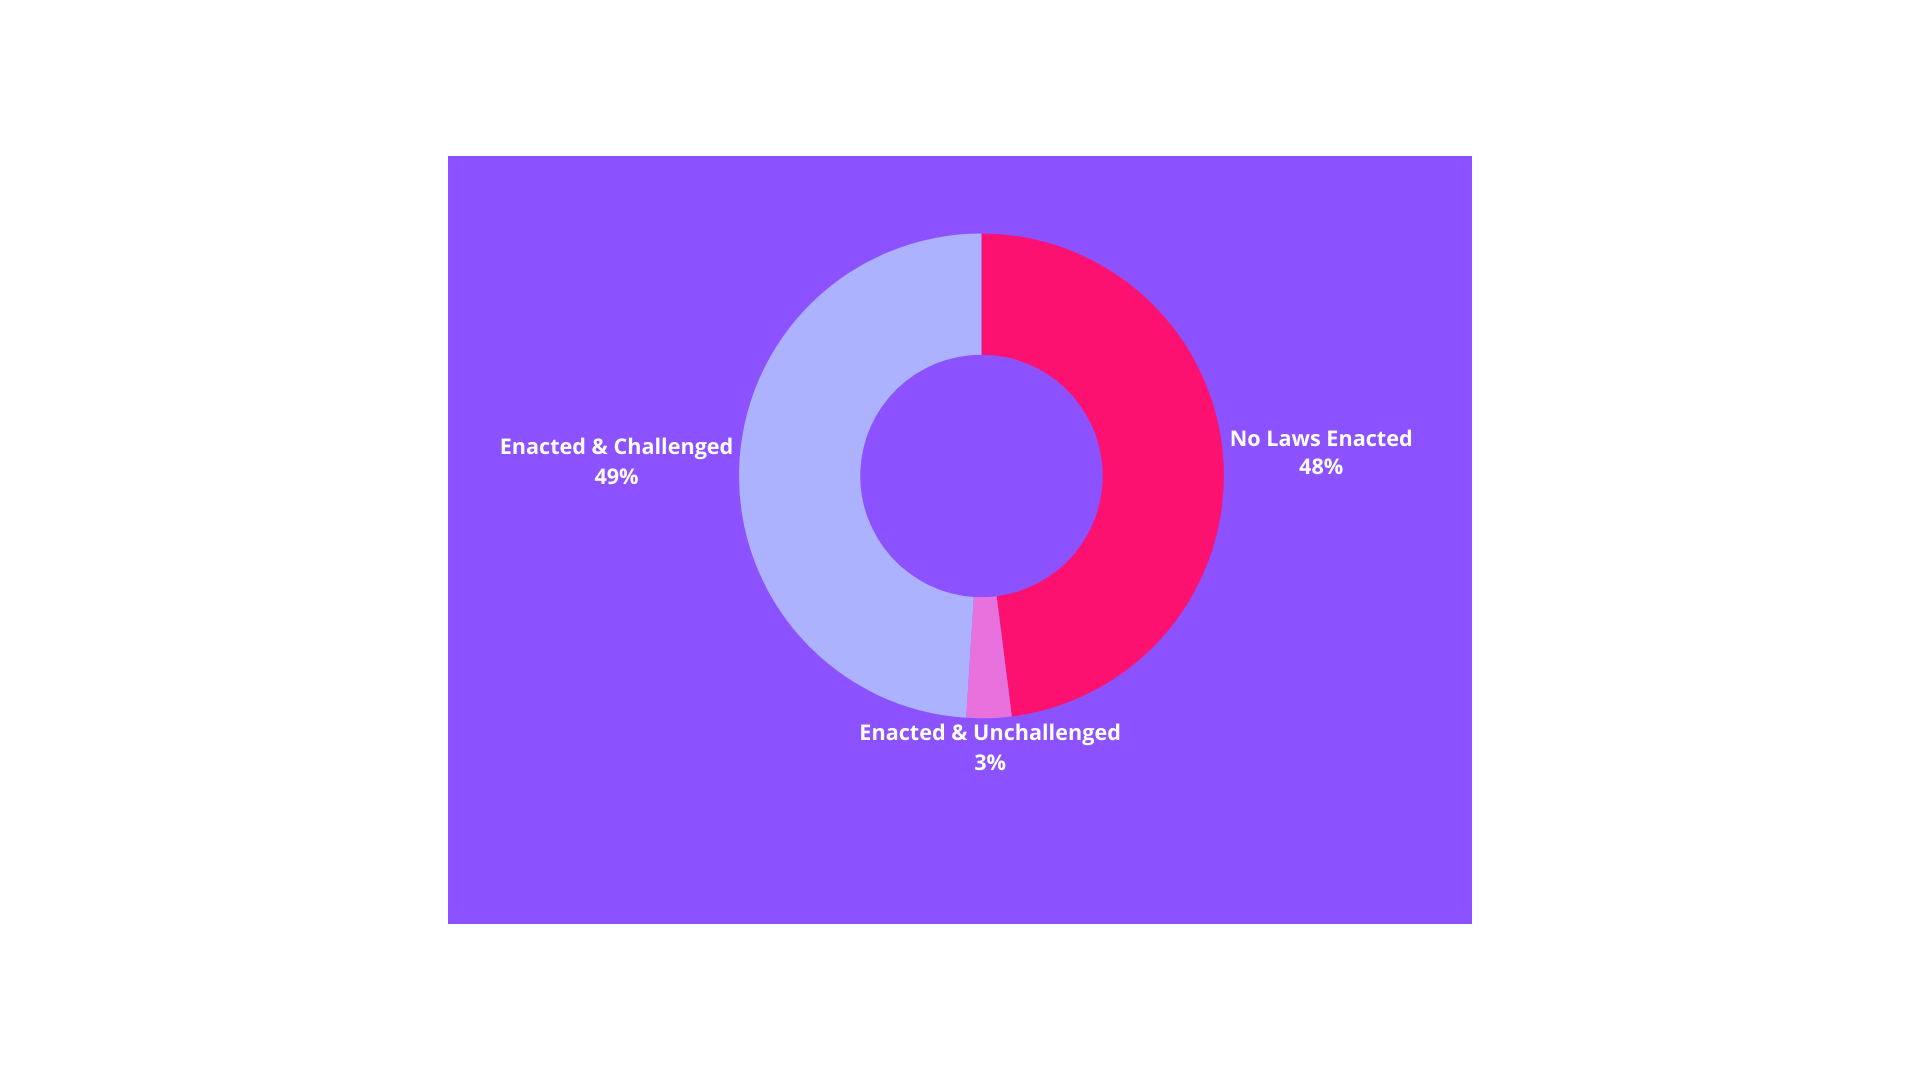 Enacted & Challenged
49%
No Laws Enacted
48%
Enacted & Unchallenged
3%